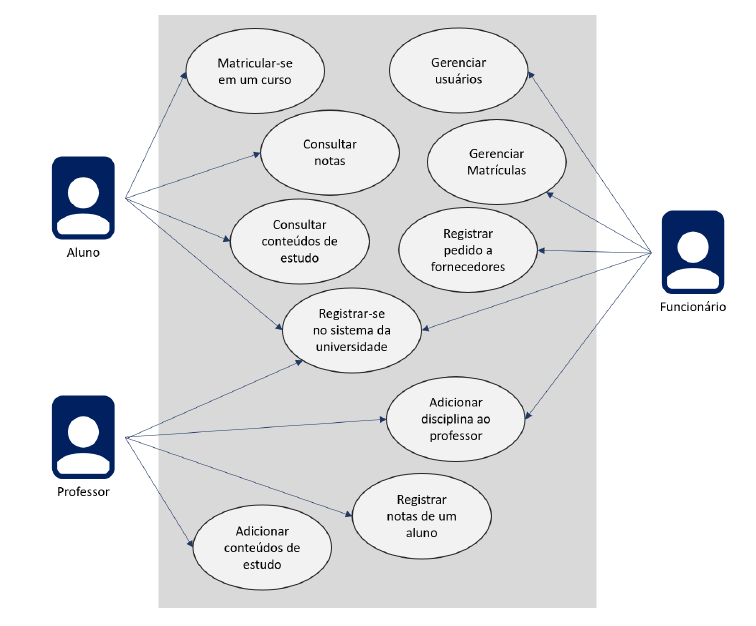 Matricular-se
em um curso
Gerenciar
usuários
Consultar
notas
Gerenciar
Matrículas
Aluno
Consultar
conteúdos de
estudo
Registrar
pedido a
fornecedores
Funcionário
Registrar-se
no sistema da
universidade
Adicionar
disciplina ao
professor
Professor
Registrar
notas de um
aluno
Adicionar
conteúdos de
estudo